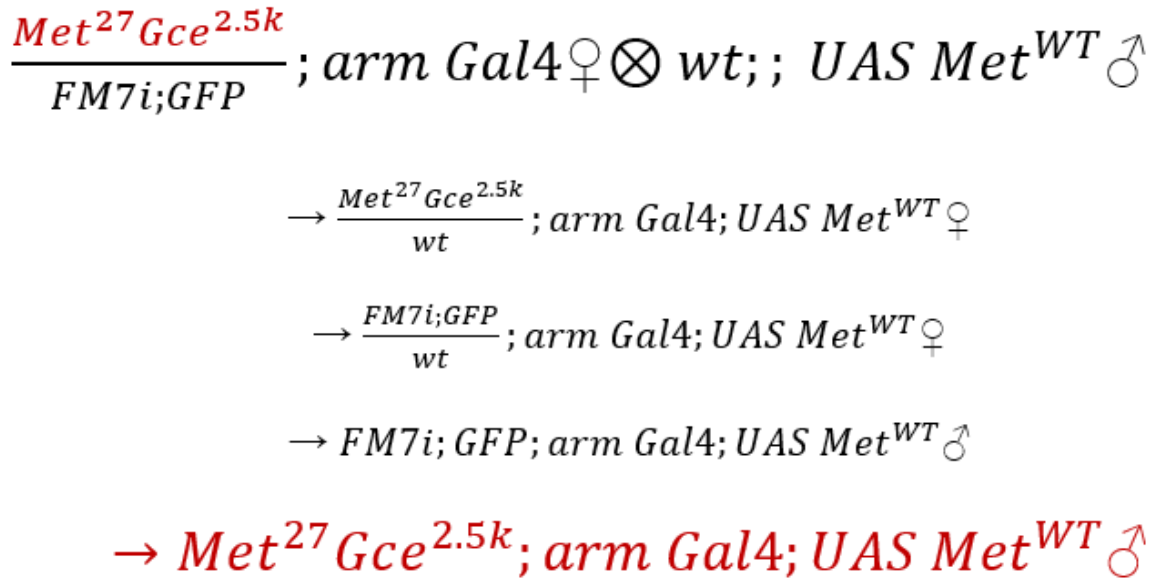 Met²⁷Gce²·⁵ᵏ / FM7i;GFP ; arm Gal4♀⊗ wt; ; UAS Metᵂᵀ♂
→ Met²⁷Gce²·⁵ᵏ / wt ; arm Gal4; UAS Metᵂᵀ♀
→ FM7i;GFP / wt ; arm Gal4; UAS Metᵂᵀ♀
→ FM7i; GFP; arm Gal4; UAS Metᵂᵀ♂
→ Met²⁷Gce²·⁵ᵏ; arm Gal4; UAS Metᵂᵀ♂